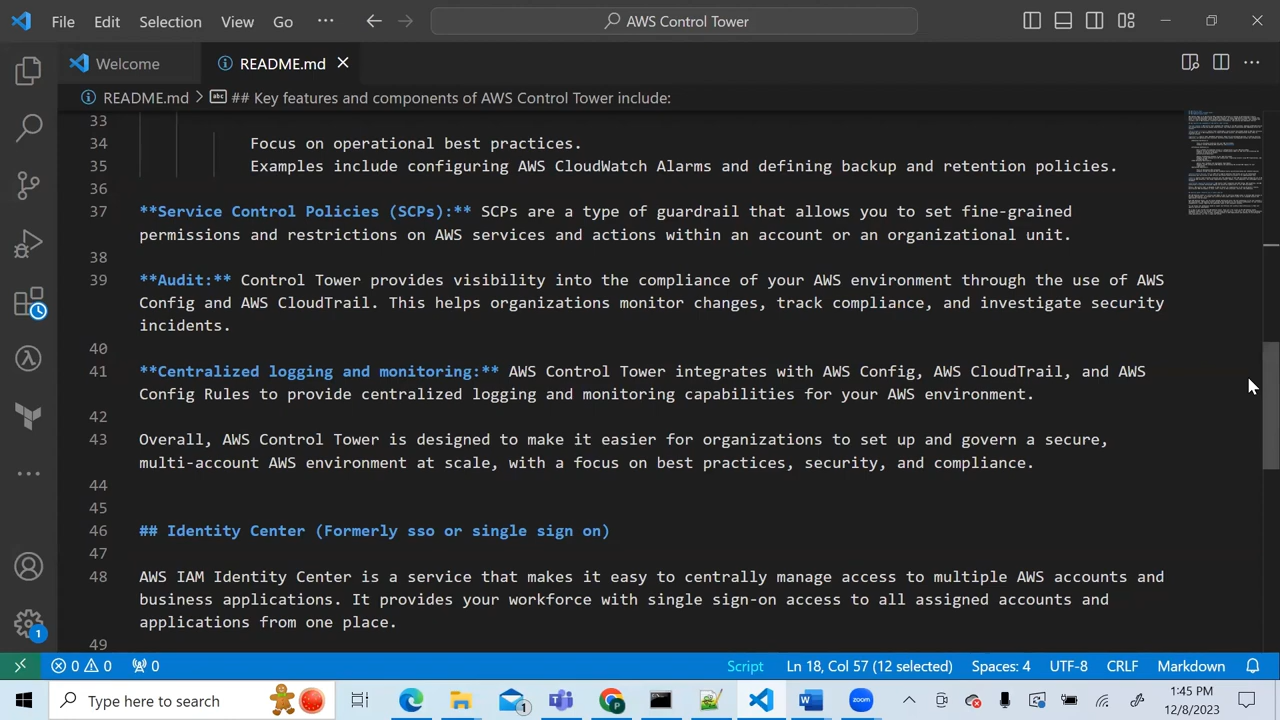 File Edit Selection View Go ··· AWS Control Tower
Welcome README.md
README.md > ## Key features and components of AWS Control Tower include:
33
34 Focus on operational best practices.
35 Examples include configuring AWS CloudWatch Alarms and defining backup and retention policies.
36
37 **Service Control Policies (SCPs):** SCPs are a type of guardrail that allows you to set fine-grained
permissions and restrictions on AWS services and actions within an account or an organizational unit.
38
39 **Audit:** Control Tower provides visibility into the compliance of your AWS environment through the use of AWS
Config and AWS CloudTrail. This helps organizations monitor changes, track compliance, and investigate security
incidents.
40
41 **Centralized logging and monitoring:** AWS Control Tower integrates with AWS Config, AWS CloudTrail, and AWS
Config Rules to provide centralized logging and monitoring capabilities for your AWS environment.
42
43 Overall, AWS Control Tower is designed to make it easier for organizations to set up and govern a secure,
multi-account AWS environment at scale, with a focus on best practices, security, and compliance.
44
45
46 ## Identity Center (Formerly sso or single sign on)
47
48 AWS IAM Identity Center is a service that makes it easy to centrally manage access to multiple AWS accounts and
business applications. It provides your workforce with single sign-on access to all assigned accounts and
applications from one place.
49
1
0 0 0 Script Ln 18, Col 57 (12 selected) Spaces: 4 UTF-8 CRLF Markdown
Type here to search 1 zoom 1:45 PM
12/8/2023